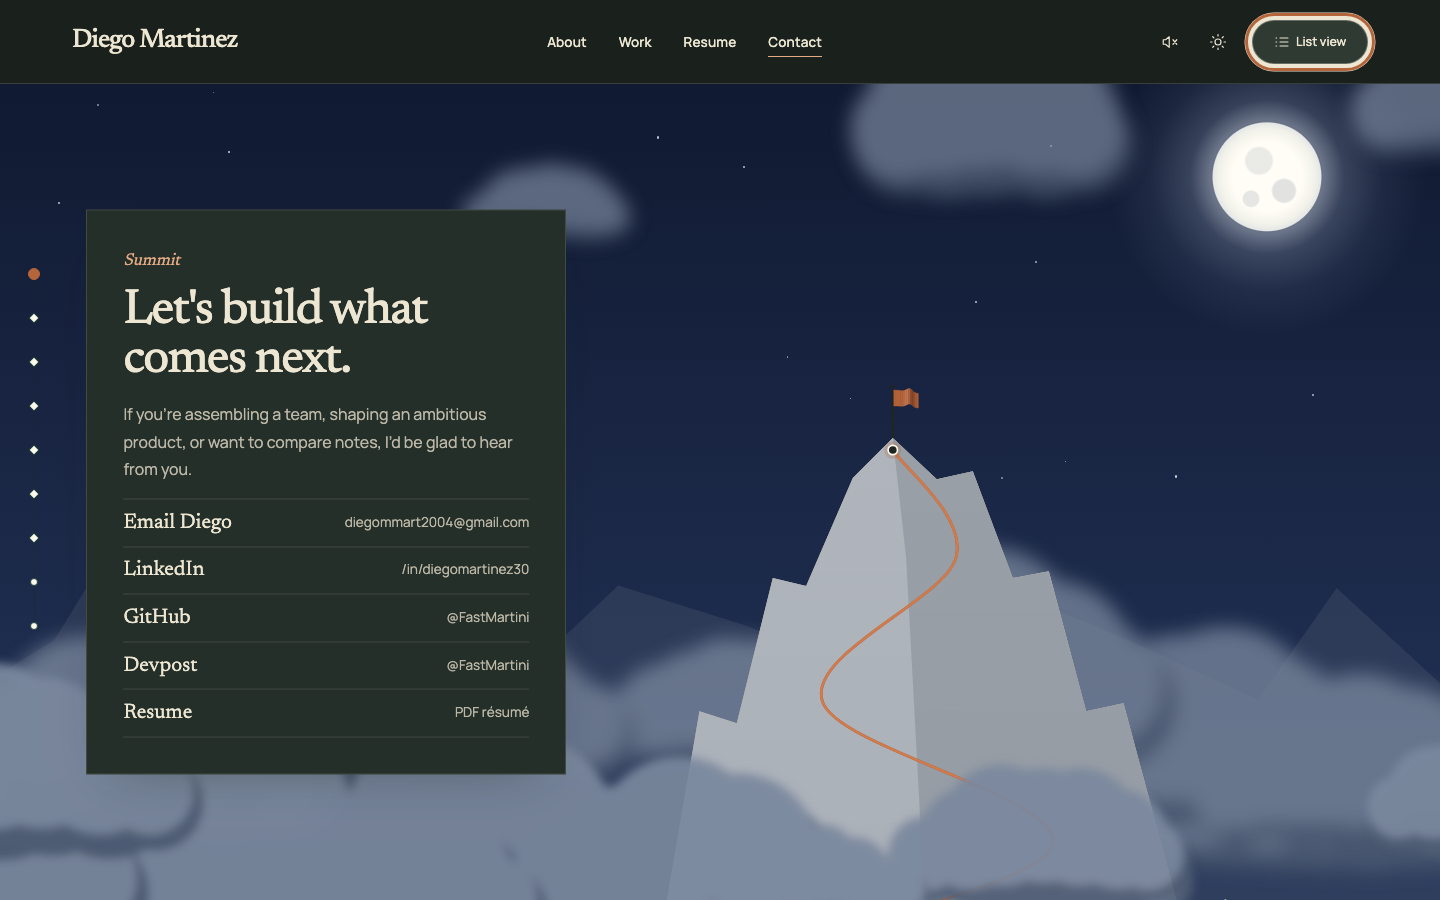 Diego Martinez
About
Work
Resume
Contact
List view
Summit
Let's build what
comes next.
If you're assembling a team, shaping an ambitious
product, or want to compare notes, I'd be glad to hear
from you.
Email Diego
diegommart2004@gmail.com
LinkedIn
/in/diegomartinez30
GitHub
@FastMartini
Devpost
@FastMartini
Resume
PDF résumé